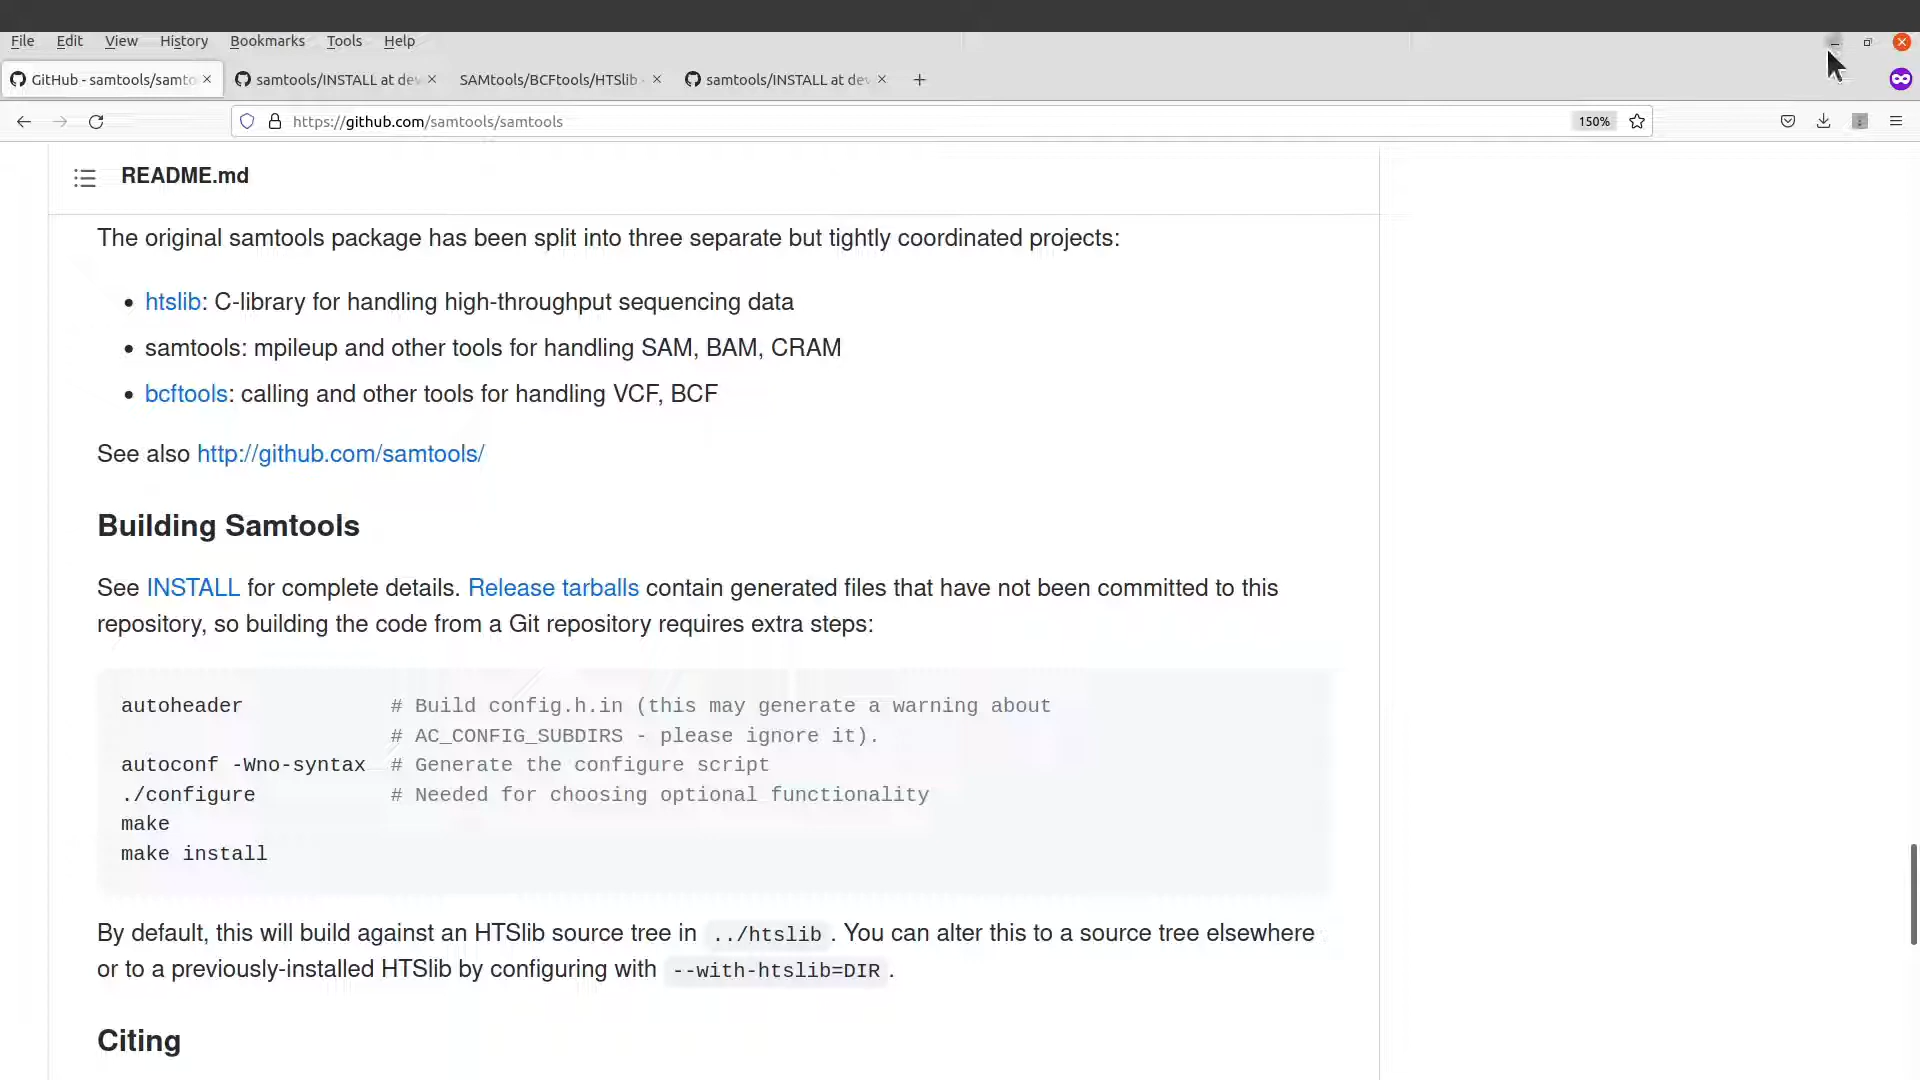 File Edit View History Bookmarks Tools Help
GitHub - samtools/samto
samtools/INSTALL at dev
SAMtools/BCFtools/HTSlib -
samtools/INSTALL at dev
https://github.com/samtools/samtools
150%
README.md
The original samtools package has been split into three separate but tightly coordinated projects:
• htslib: C-library for handling high-throughput sequencing data
• samtools: mpileup and other tools for handling SAM, BAM, CRAM
• bcftools: calling and other tools for handling VCF, BCF
See also http://github.com/samtools/
Building Samtools
See INSTALL for complete details. Release tarballs contain generated files that have not been committed to this
repository, so building the code from a Git repository requires extra steps:
autoheader # Build config.h.in (this may generate a warning about
# AC_CONFIG_SUBDIRS - please ignore it).
autoconf -Wno-syntax # Generate the configure script
./configure # Needed for choosing optional functionality
make
make install
By default, this will build against an HTSlib source tree in ../htslib . You can alter this to a source tree elsewhere
or to a previously-installed HTSlib by configuring with --with-htslib=DIR .
Citing